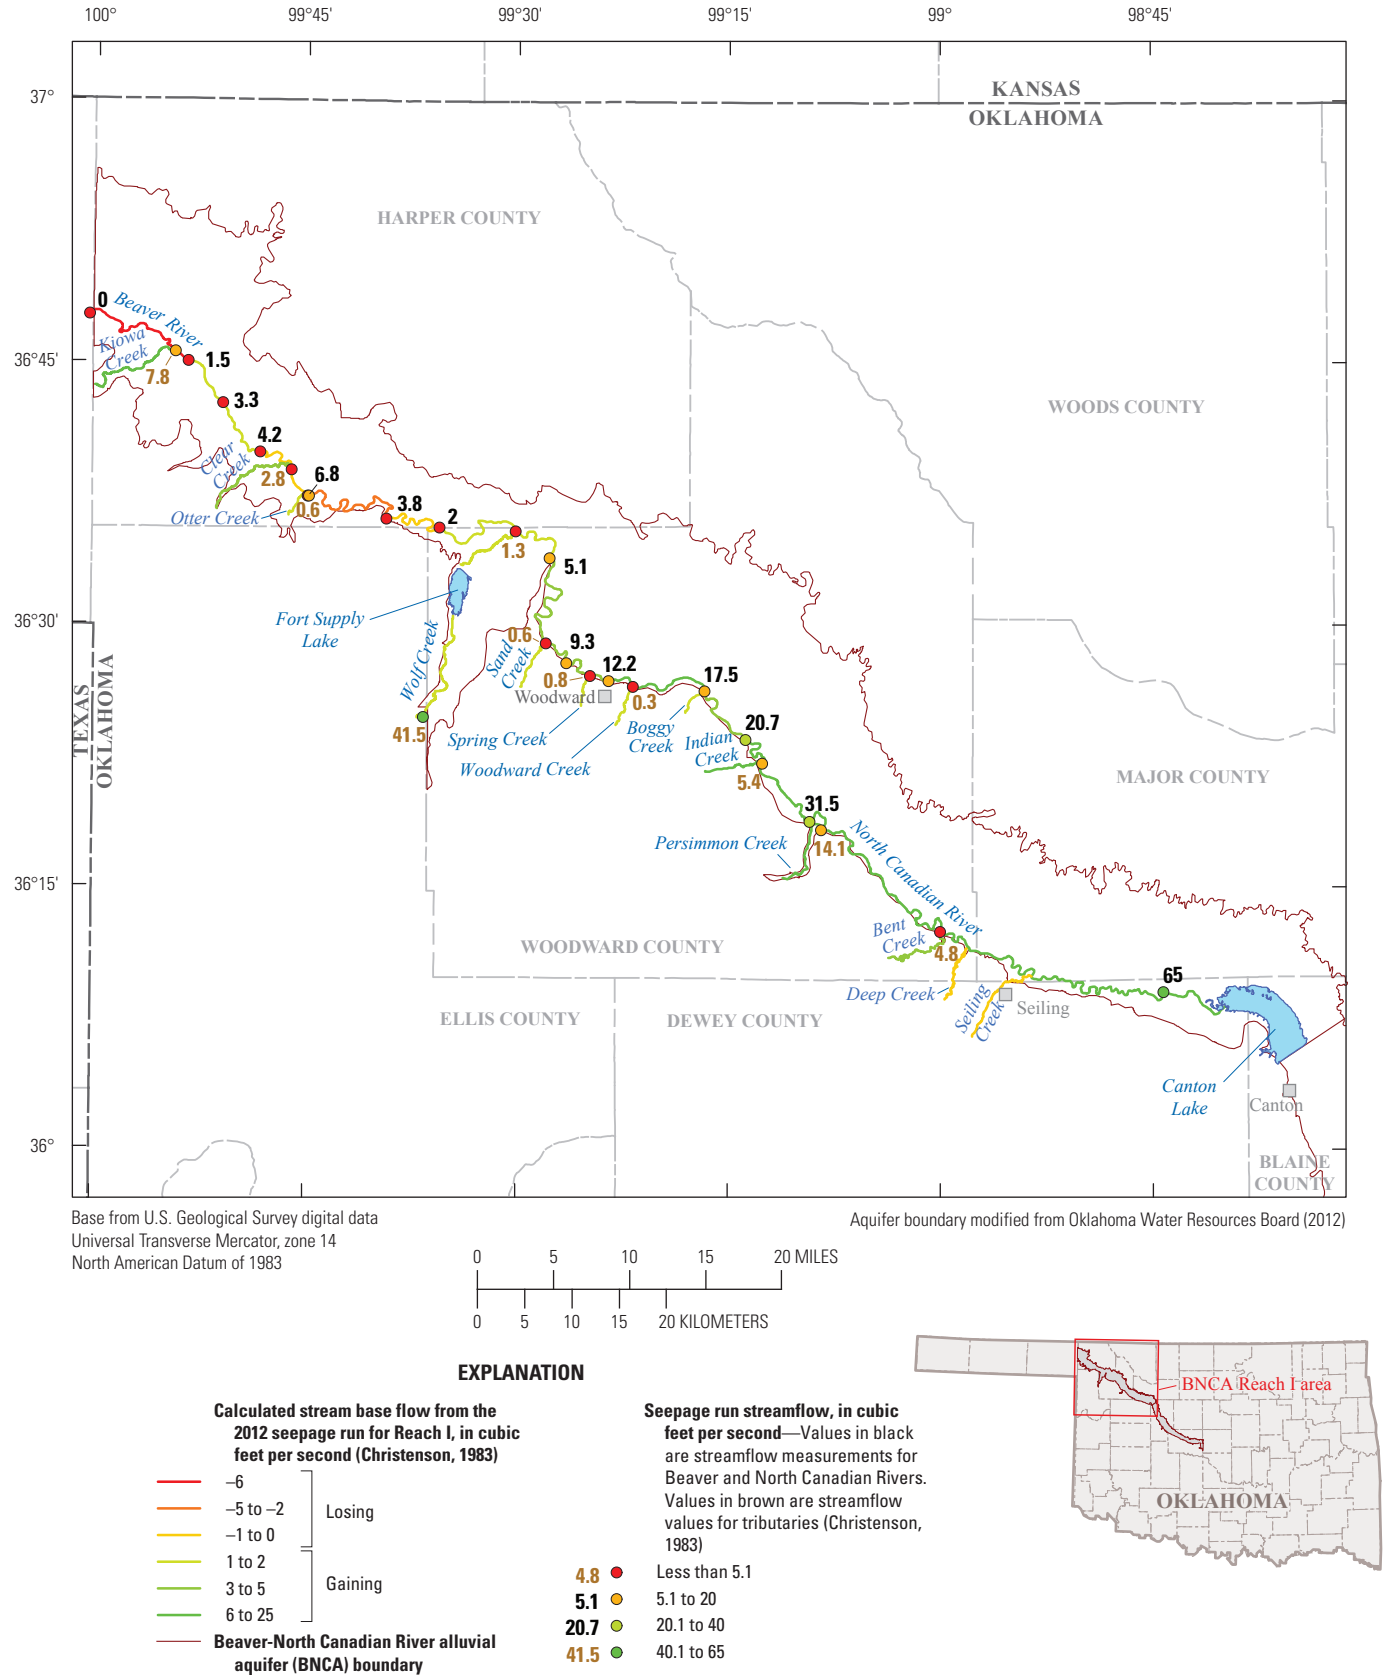 100°
99°45'
99°30'
99°15'
99°
98°45'
37°
KANSAS
OKLAHOMA
HARPER COUNTY
0
Beaver River
Kiowa
Creek
36°45'
7.8
1.5
3.3
WOODS COUNTY
4.2
Clear
Creek
2.8
6.8
0.6
Otter Creek
3.8
2
1.3
5.1
Fort Supply
Lake
36°30'
Wolf Creek
0.6
Sand
Creek
9.3
12.2
0.8
Woodward
0.3
17.5
TEXAS
OKLAHOMA
41.5
Spring Creek
Woodward Creek
Boggy
Creek
Indian
Creek
20.7
5.4
MAJOR COUNTY
31.5
Persimmon Creek
14.1
North Canadian River
36°15'
Bent
Creek
4.8
WOODWARD COUNTY
Deep Creek
Seiling
Creek
Seiling
65
ELLIS COUNTY
DEWEY COUNTY
Canton
Lake
Canton
36°
BLAINE
COUNTY
Base from U.S. Geological Survey digital data
Universal Transverse Mercator, zone 14
North American Datum of 1983
Aquifer boundary modified from Oklahoma Water Resources Board (2012)
0 5 10 15 20 MILES
0 5 10 15 20 KILOMETERS
BNCA Reach I area
OKLAHOMA
EXPLANATION
Calculated stream base flow from the
2012 seepage run for Reach I, in cubic
feet per second (Christenson, 1983)
–6
–5 to –2
–1 to 0
Losing
1 to 2
3 to 5
6 to 25
Gaining
Beaver-North Canadian River alluvial
aquifer (BNCA) boundary
Seepage run streamflow, in cubic
feet per second—Values in black
are streamflow measurements for
Beaver and North Canadian Rivers.
Values in brown are streamflow
values for tributaries (Christenson,
1983)
4.8 Less than 5.1
5.1 5.1 to 20
20.7 20.1 to 40
41.5 40.1 to 65